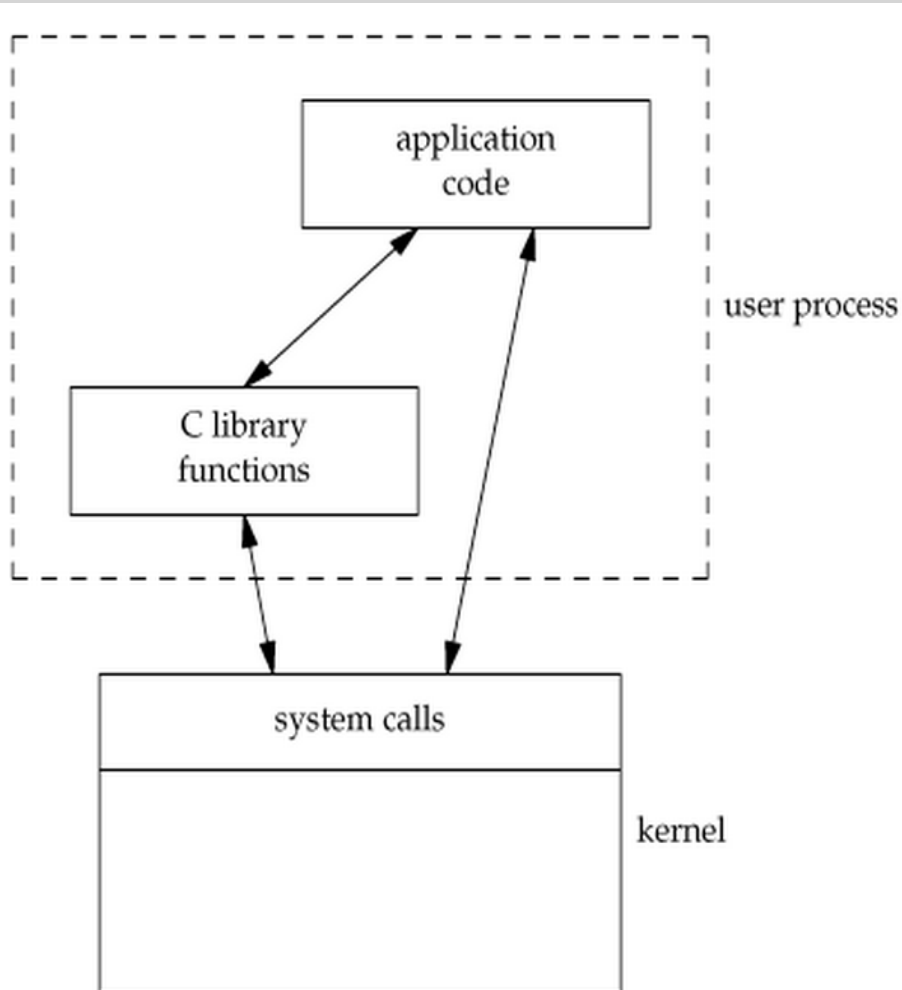 application
code
user process
C library
functions
system calls
kernel